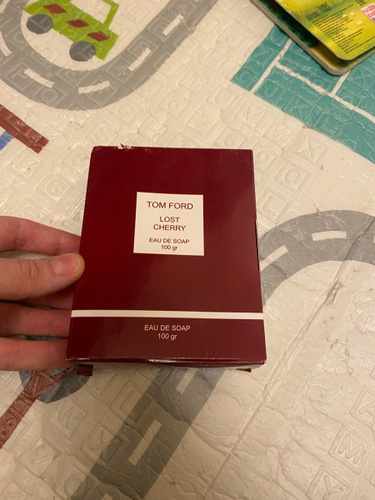 TOM FORD
LOST
CHERRY
EAU DE SOAP
100 gr
EAU DE SOAP
100 gr